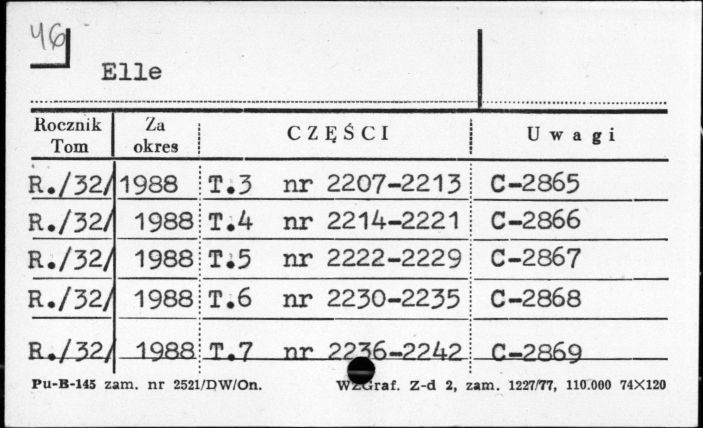 46
Elle
Rocznik Tom Za okres CZĘŚCI Uwagi
R./32/ 1988 T.3 nr 2207-2213 C-2865
R./32/ 1988 T.4 nr 2214-2221 C-2866
R./32/ 1988 T.5 nr 2222-2229 C-2867
R./32/ 1988 T.6 nr 2230-2235 C-2868
R./32/ 1988 T.7 nr 2236-2242 C-2869
Pu-B-145 zam. nr 2521/DW/On. WZGraf. Z-d 2, zam. 1227/77, 110.000 74×120